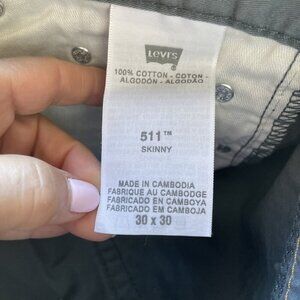 LEVI'S
100% COTTON - COTON -
ALGODÓN - ALGODÃO
511™
SKINNY
MADE IN CAMBODIA
FABRIQUE AU CAMBODGE
FABRICADO EN CAMBOYA
FABRICADO EM CAMBOJA
30 x 30